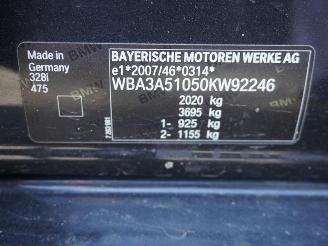 Made in
Germany
328i
475
BAYERISCHE MOTOREN WERKE AG
e1*2007/46*0314*
WBA3A51050KW92246
2020 kg
3695 kg
1- 925 kg
2- 1155 kg